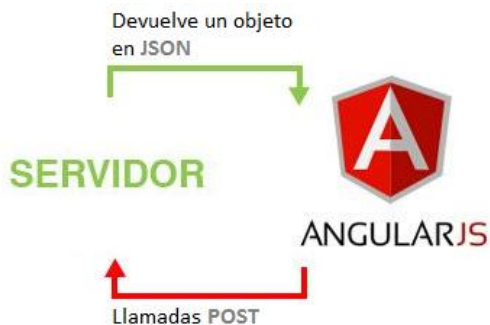 Devuelve un objeto
en JSON
SERVIDOR
A
ANGULARJS
Llamadas POST